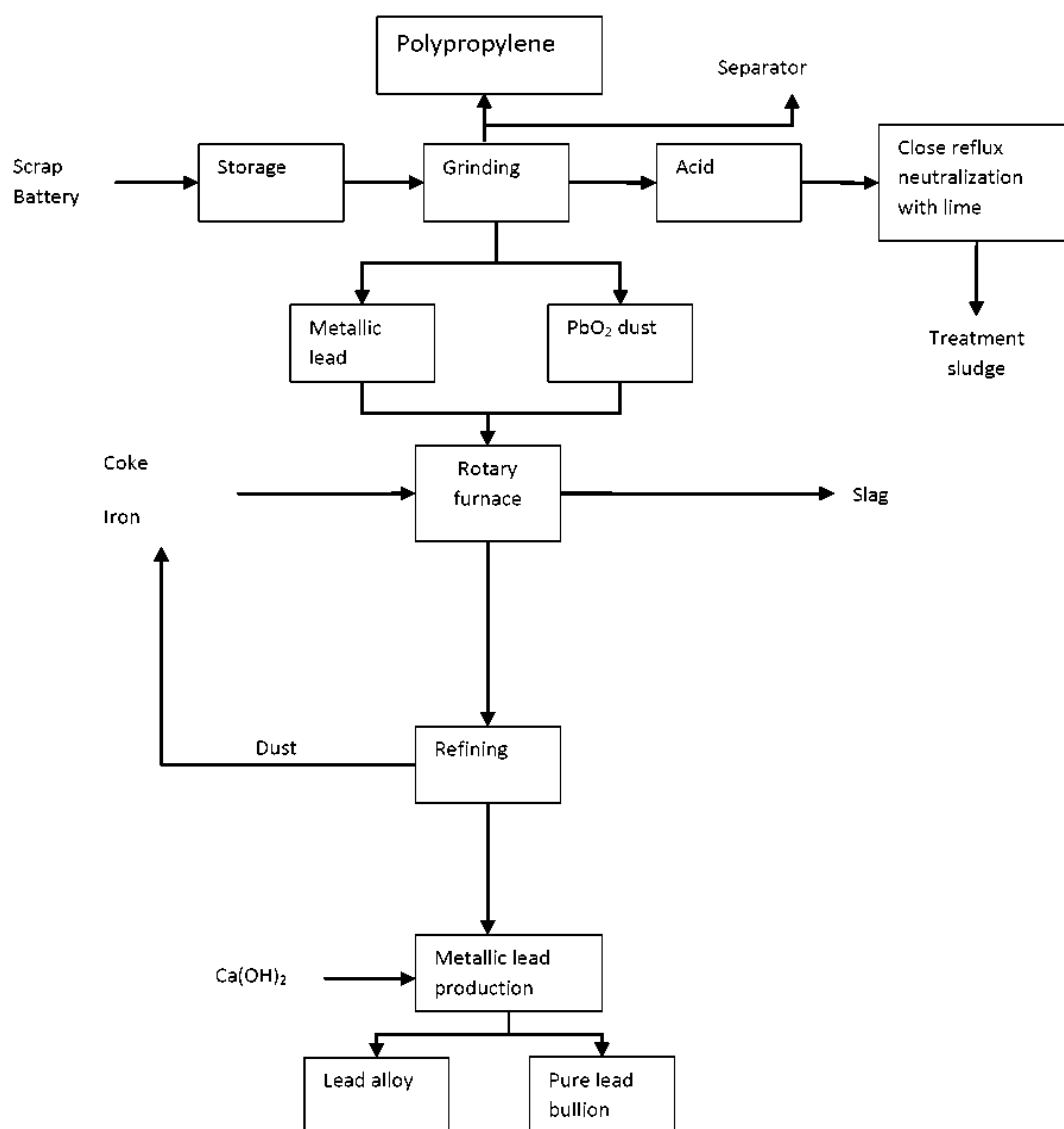 Polypropylene
Separator
Scrap
Battery
Storage
Grinding
Acid
Close reflux
neutralization
with lime
Metallic
lead
PbO₂ dust
Treatment
sludge
Coke
Iron
Rotary
furnace
Slag
Dust
Refining
Ca(OH)₂
Metallic lead
production
Lead alloy
Pure lead
bullion